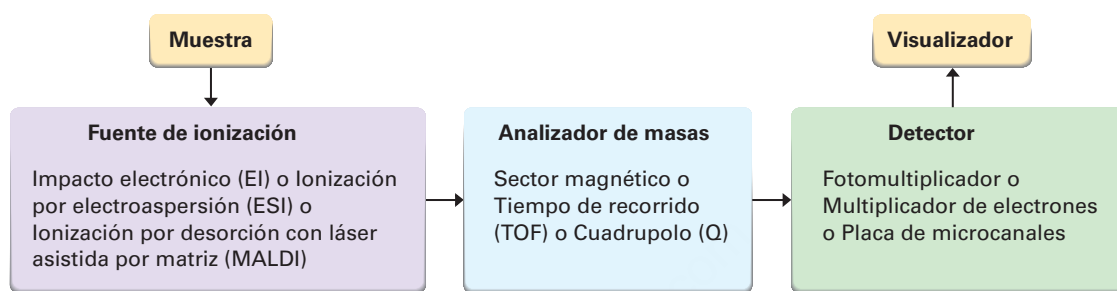 Muestra
Visualizador
Fuente de ionización
Impacto electrónico (EI) o Ionización
por electroaspersión (ESI) o
Ionización por desorción con láser
asistida por matriz (MALDI)
Analizador de masas
Sector magnético o
Tiempo de recorrido
(TOF) o Cuadrupolo (Q)
Detector
Fotomultiplicador o
Multiplicador de electrones
o Placa de microcanales